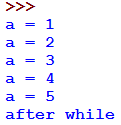 >>>
a = 1
a = 2
a = 3
a = 4
a = 5
after while